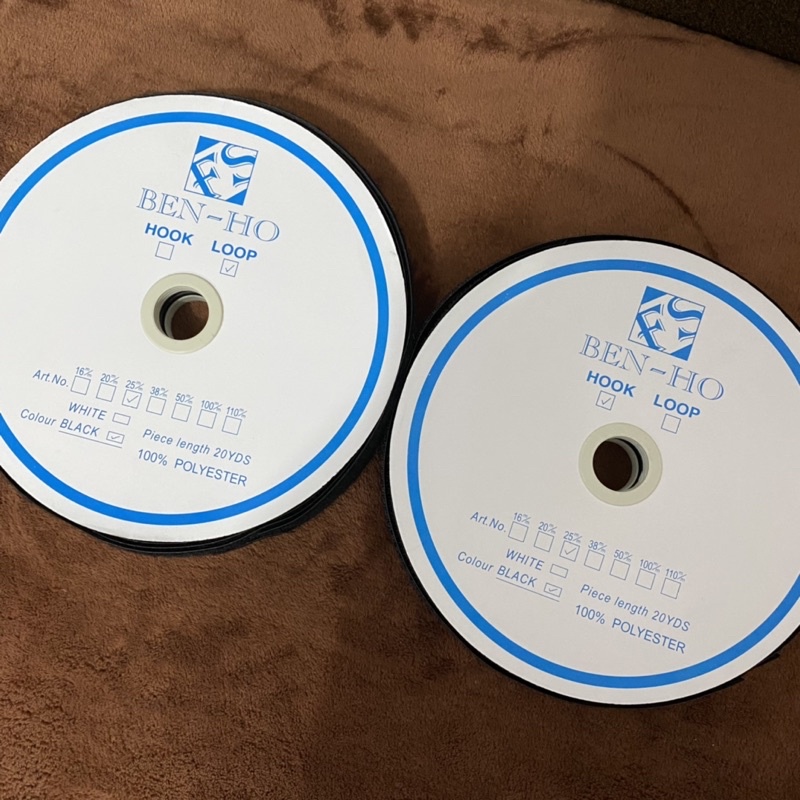 BEN-HO
HOOK LOOP
Art.No. 16% 20% 25% 38% 50% 100% 110%
WHITE
Colour BLACK
Piece length 20YDS
100% POLYESTER
BEN-HO
HOOK LOOP
Art.No. 16% 20% 25% 38% 50% 100% 110%
WHITE
Colour BLACK
Piece length 20YDS
100% POLYESTER